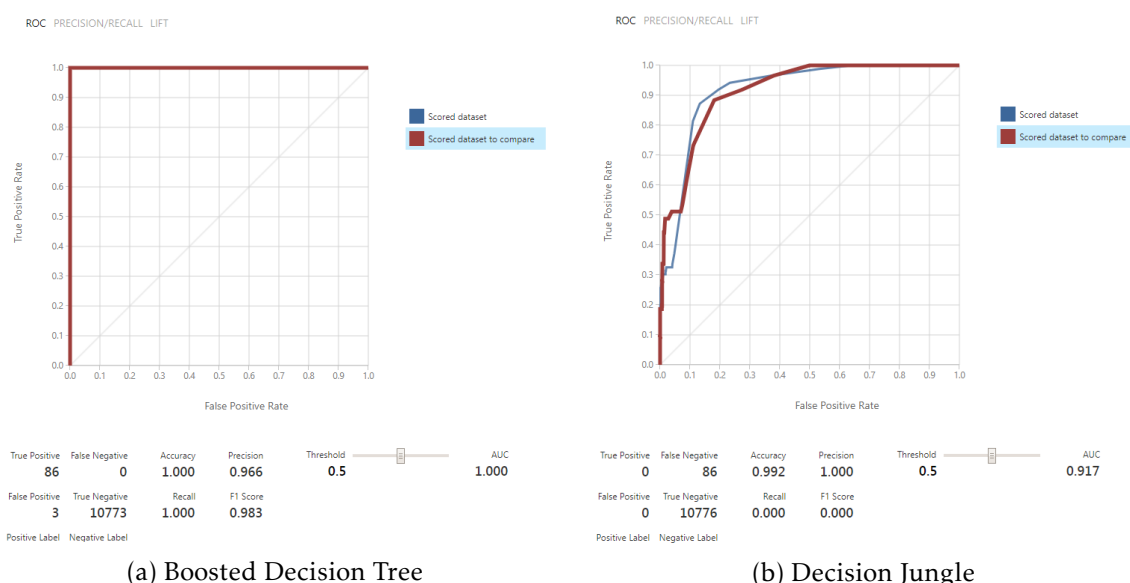 ROC PRECISION/RECALL LIFT
1.0
0.9
0.8
0.7
0.6
0.5
0.4
0.3
0.2
0.1
0.0
True Positive Rate
0.0 0.1 0.2 0.3 0.4 0.5 0.6 0.7 0.8 0.9 1.0
False Positive Rate
Scored dataset
Scored dataset to compare
True Positive False Negative Accuracy Precision Threshold AUC
86 0 1.000 0.966 0.5 1.000
False Positive True Negative Recall F1 Score
3 10773 1.000 0.983
Positive Label Negative Label
(a) Boosted Decision Tree
ROC PRECISION/RECALL LIFT
1.0
0.9
0.8
0.7
0.6
0.5
0.4
0.3
0.2
0.1
0.0
True Positive Rate
0.0 0.1 0.2 0.3 0.4 0.5 0.6 0.7 0.8 0.9 1.0
False Positive Rate
Scored dataset
Scored dataset to compare
True Positive False Negative Accuracy Precision Threshold AUC
0 86 0.992 1.000 0.5 0.917
False Positive True Negative Recall F1 Score
0 10776 0.000 0.000
Positive Label Negative Label
(b) Decision Jungle